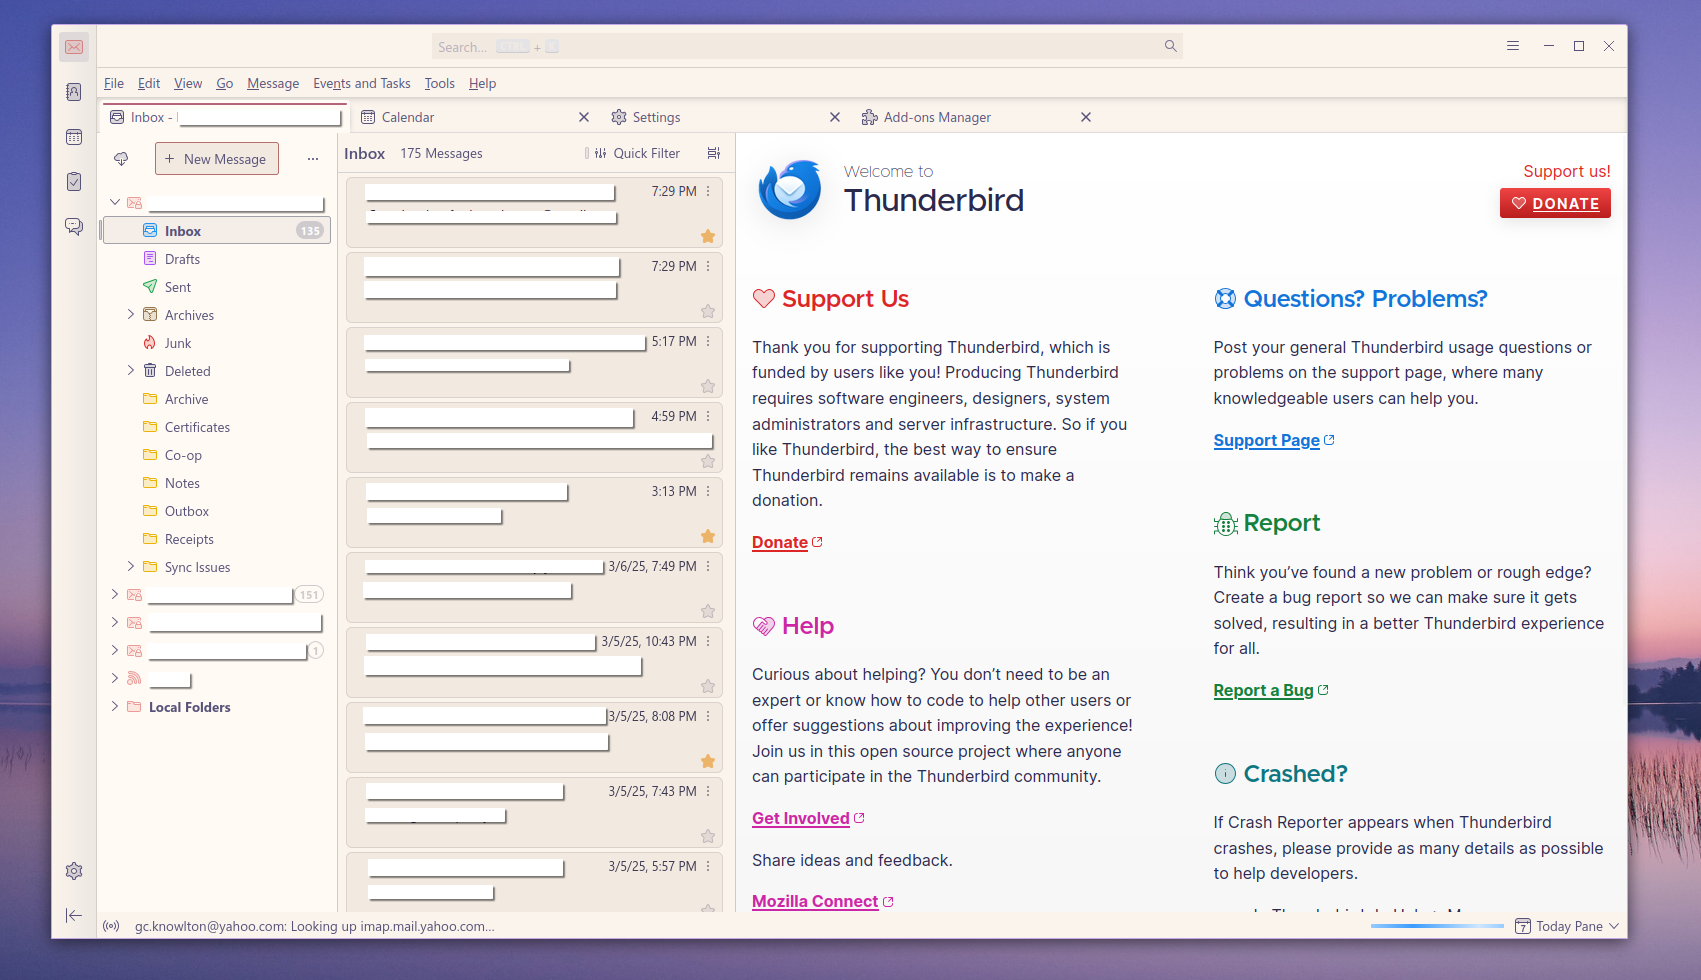 Search... CTRL + K
File Edit View Go Message Events and Tasks Tools Help
Inbox -
Calendar
Settings
Add-ons Manager
New Message
Inbox 135
Drafts
Sent
Archives
Junk
Deleted
Archive
Certificates
Co-op
Notes
Outbox
Receipts
Sync Issues
151
1
Local Folders
Inbox 175 Messages Quick Filter
7:29 PM
7:29 PM
5:17 PM
4:59 PM
3:13 PM
3/6/25, 7:49 PM
3/5/25, 10:43 PM
3/5/25, 8:08 PM
3/5/25, 7:43 PM
3/5/25, 5:57 PM
Welcome to
Thunderbird
Support us!
DONATE
Support Us
Thank you for supporting Thunderbird, which is
funded by users like you! Producing Thunderbird
requires software engineers, designers, system
administrators and server infrastructure. So if you
like Thunderbird, the best way to ensure
Thunderbird remains available is to make a
donation.
Donate
Help
Curious about helping? You don’t need to be an
expert or know how to code to help other users or
offer suggestions about improving the experience!
Join us in this open source project where anyone
can participate in the Thunderbird community.
Get Involved
Share ideas and feedback.
Mozilla Connect
Questions? Problems?
Post your general Thunderbird usage questions or
problems on the support page, where many
knowledgeable users can help you.
Support Page
Report
Think you’ve found a new problem or rough edge?
Create a bug report so we can make sure it gets
solved, resulting in a better Thunderbird experience
for all.
Report a Bug
Crashed?
If Crash Reporter appears when Thunderbird
crashes, please provide as many details as possible
to help developers.
gc.knowlton@yahoo.com: Looking up imap.mail.yahoo.com...
7 Today Pane